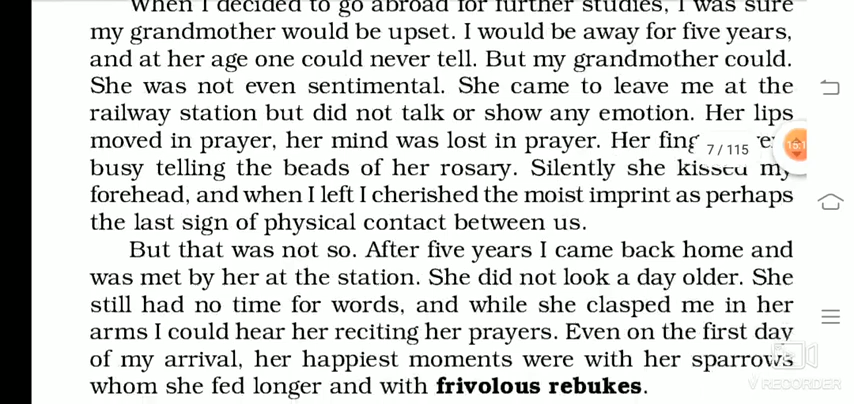 When I decided to go abroad for further studies, I was sure
my grandmother would be upset. I would be away for five years,
and at her age one could never tell. But my grandmother could.
She was not even sentimental. She came to leave me at the
railway station but did not talk or show any emotion. Her lips
moved in prayer, her mind was lost in prayer. Her
7 / 115
busy telling the beads of her rosary. Silently she kissed my
forehead, and when I left I cherished the moist imprint as perhaps
the last sign of physical contact between us.
But that was not so. After five years I came back home and
was met by her at the station. She did not look a day older. She
still had no time for words, and while she clasped me in her
arms I could hear her reciting her prayers. Even on the first day
of my arrival, her happiest moments were with her sparrows
whom she fed longer and with frivolous rebukes.
V RECORDER